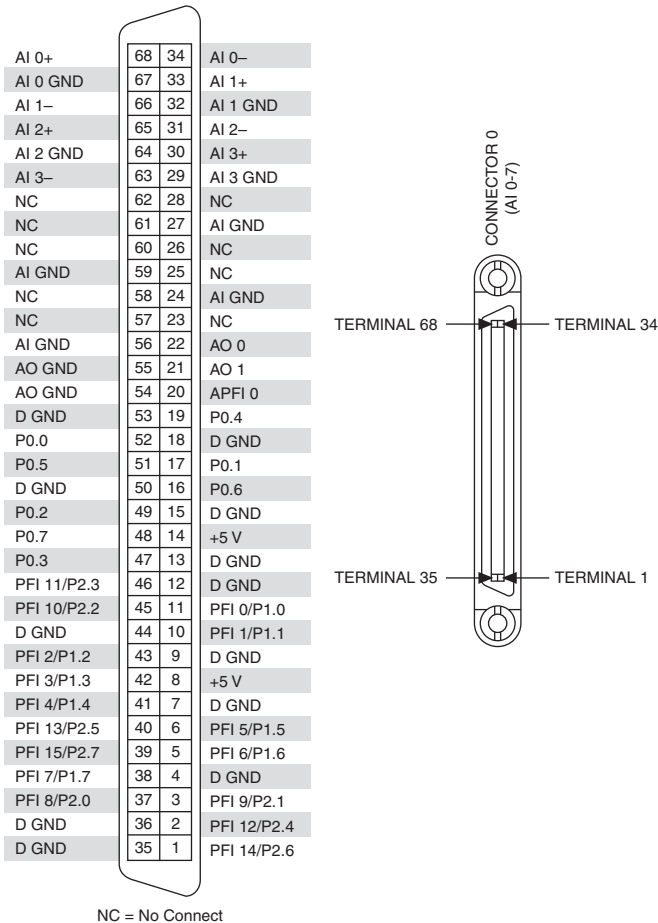 AI 0+ 68 34 AI 0–
AI 0 GND 67 33 AI 1+
AI 1– 66 32 AI 1 GND
AI 2+ 65 31 AI 2–
AI 2 GND 64 30 AI 3+
AI 3– 63 29 AI 3 GND
NC 62 28 NC
NC 61 27 AI GND
NC 60 26 NC
AI GND 59 25 NC
NC 58 24 AI GND
NC 57 23 NC
AI GND 56 22 AO 0
AO GND 55 21 AO 1
AO GND 54 20 APFI 0
D GND 53 19 P0.4
P0.0 52 18 D GND
P0.5 51 17 P0.1
D GND 50 16 P0.6
P0.2 49 15 D GND
P0.7 48 14 +5 V
P0.3 47 13 D GND
PFI 11/P2.3 46 12 D GND
PFI 10/P2.2 45 11 PFI 0/P1.0
D GND 44 10 PFI 1/P1.1
PFI 2/P1.2 43 9 D GND
PFI 3/P1.3 42 8 +5 V
PFI 4/P1.4 41 7 D GND
PFI 13/P2.5 40 6 PFI 5/P1.5
PFI 15/P2.7 39 5 PFI 6/P1.6
PFI 7/P1.7 38 4 D GND
PFI 8/P2.0 37 3 PFI 9/P2.1
D GND 36 2 PFI 12/P2.4
D GND 35 1 PFI 14/P2.6
NC = No Connect
CONNECTOR 0
(AI 0-7)
TERMINAL 68 TERMINAL 34
TERMINAL 35 TERMINAL 1